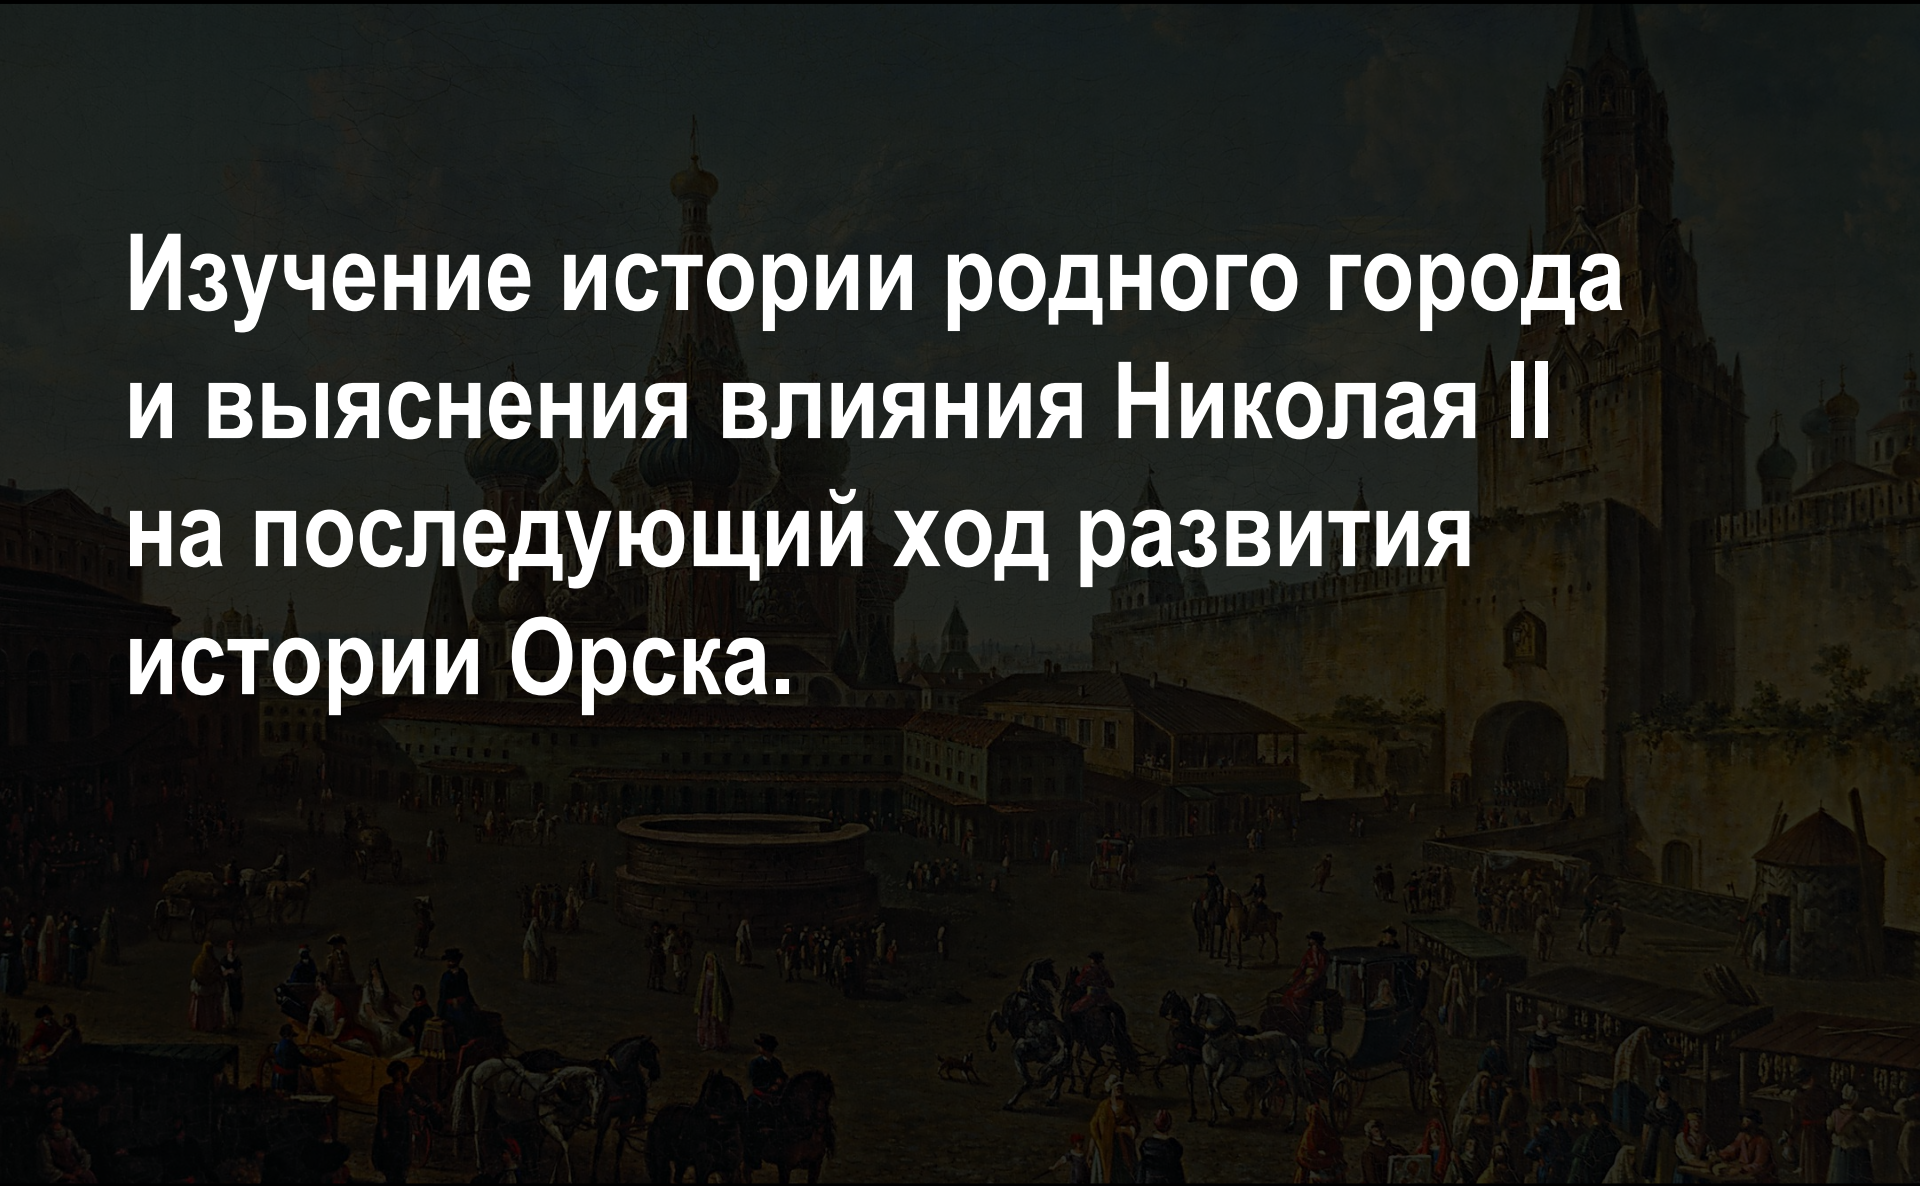 Изучение истории родного города
и выяснения влияния Николая II
на последующий ход развития
истории Орска.